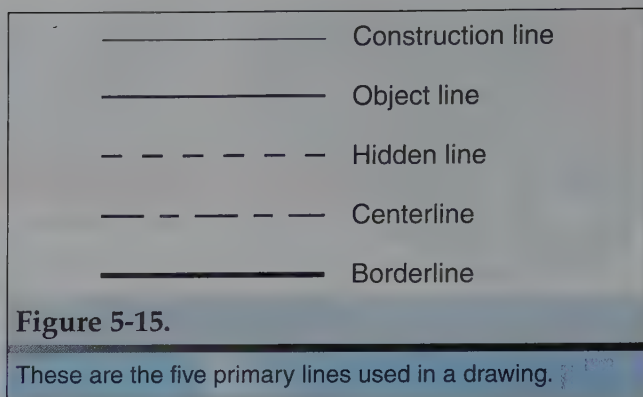 Construction line
Object line
Hidden line
Centerline
Borderline
Figure 5-15.
These are the five primary lines used in a drawing.